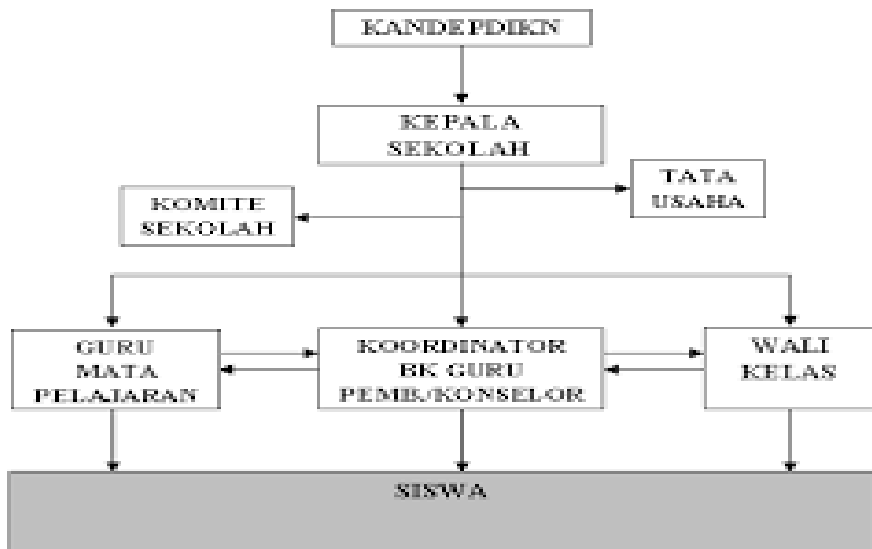 KANDEPDIKN
KEPALA
SEKOLAH
TATA
USAHA
KOMITE
SEKOLAH
GURU
MATA
PELAJARAN
KOORDINATOR
BK GURU
PEMB./KONSELOR
WALI
KELAS
SISWA